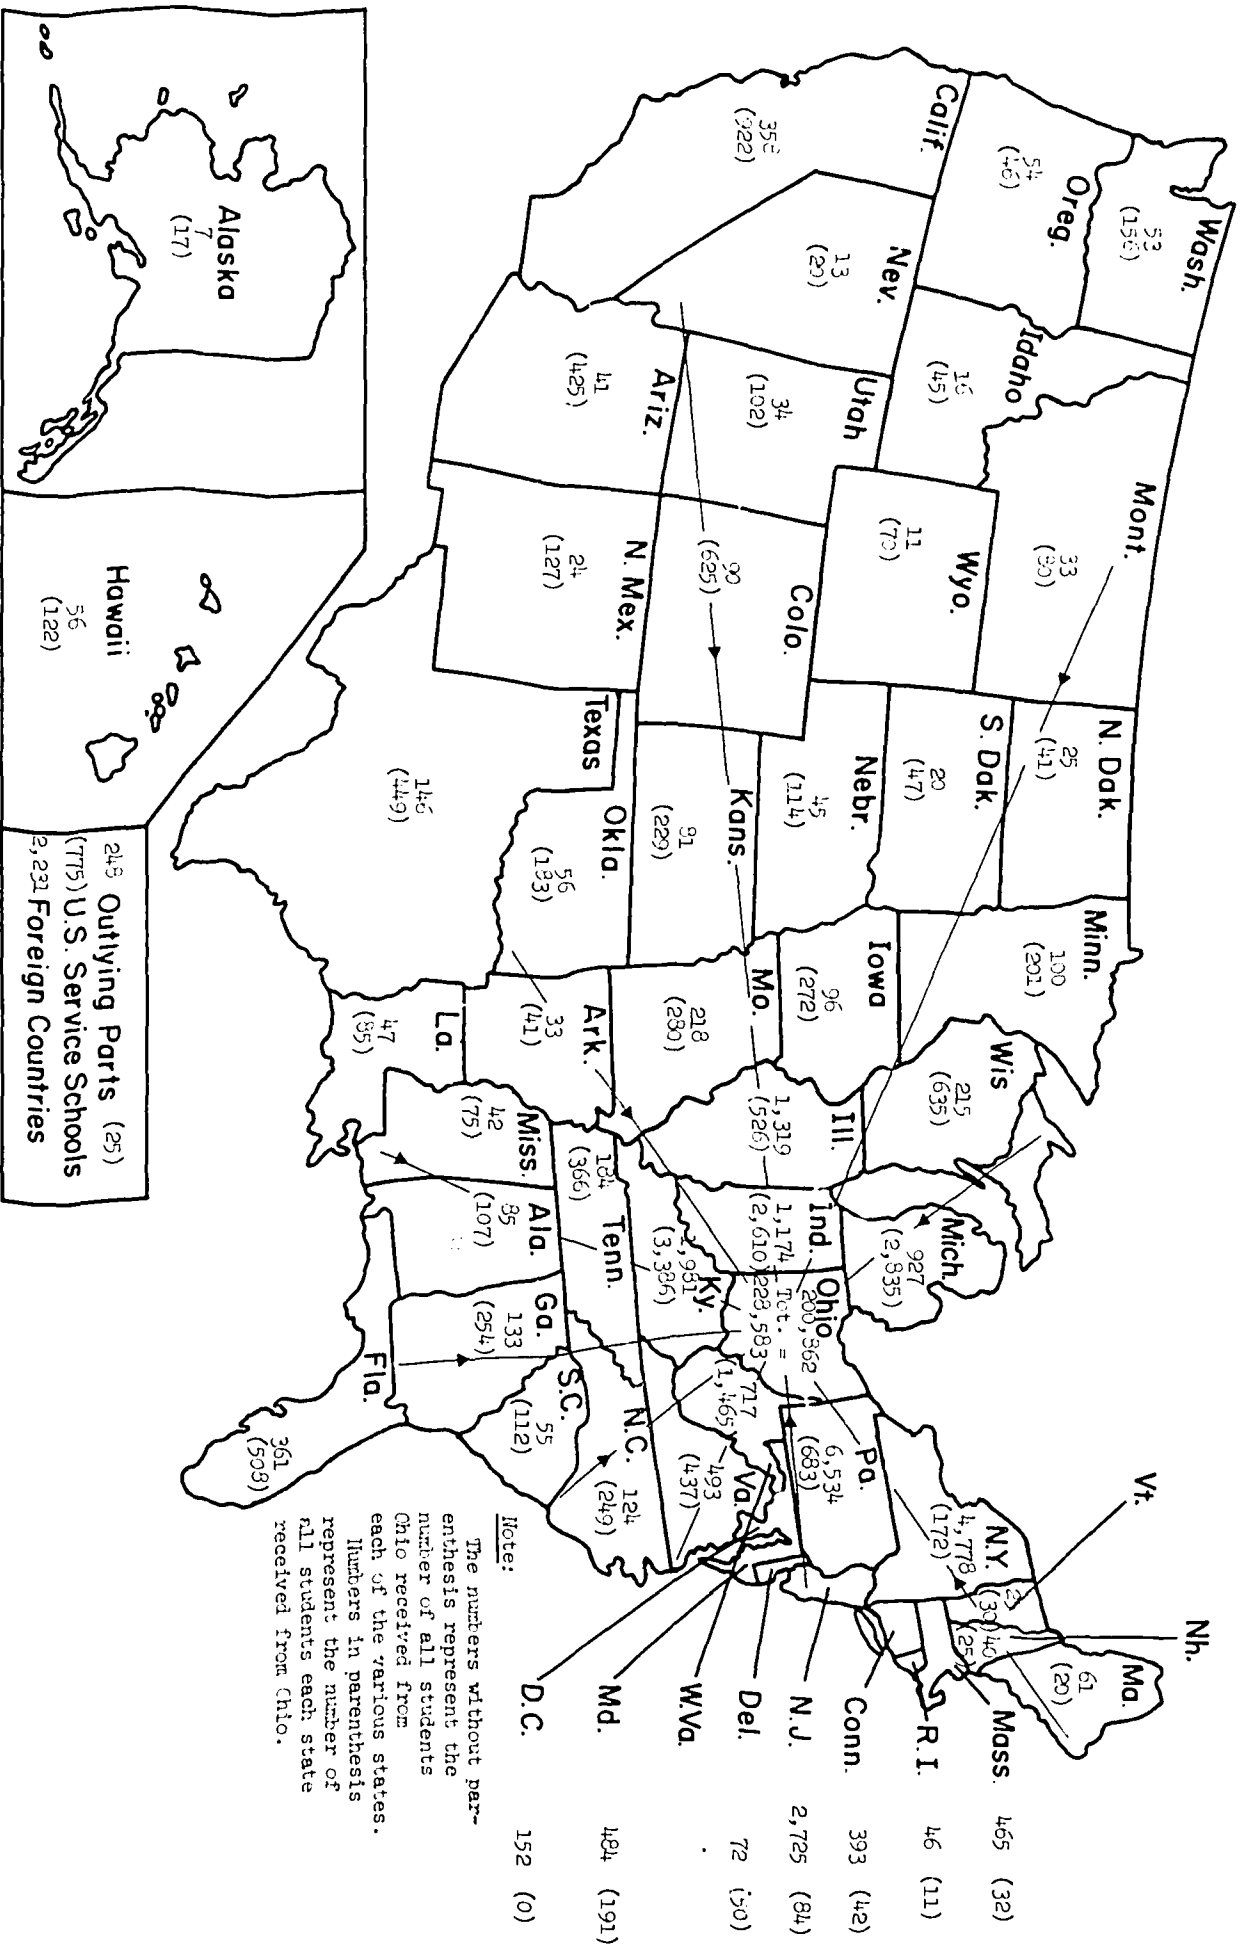 Wash.
53
(156)
Oreg.
54
Calif.
(922)
Nev.
13
Idaho
16
(45)
Utah
34
(102)
Ariz.
41
(425)
Mont.
33
Wyo.
11
Colo.
90
(625)
N. Mex.
24
(127)
N. Dak.
25
(41)
S. Dak.
20
(47)
Nebr.
45
(114)
Kans.
(229)
Okla.
56
(183)
Texas
146
(449)
Minn.
100
(201)
Iowa
96
(272)
Mo.
218
(280)
Ark.
33
(41)
La.
47
Wis
215
(635)
Ill.
1,319
(526)
Mich.
927
(2,835)
Ind.
1,174
(2,610)
Ohio
200,862
Tot. =
228,583
Ky.
(3,386)
Tenn.
184
(366)
Miss.
42
(75)
Ala.
85
(107)
Ga.
133
(254)
Fla.
361
(508)
S.C.
55
(112)
N.C.
124
(249)
Va.
493
(437)
717
(1,465)
Pa.
6,534
(683)
N.Y.
4,778
(172)
Vt.
(30)
Nh.
40
(25)
Ma.
61
(20)
Mass. 465 (32)
R.I. 46 (11)
Conn. 393 (42)
N.J. 2,725 (84)
Del. 72 (50)
W.Va.
Md. 484 (191)
D.C. 152 (0)
Alaska
7
(17)
Hawaii
56
(122)
248 Outlying Parts (25)
(775) U.S. Service Schools
2,231 Foreign Countries
Note:
The numbers without par-
enthesis represent the
number of all students
Ohio received from
each of the various states.
Numbers in parenthesis
represent the number of
all students each state
received from Ohio.